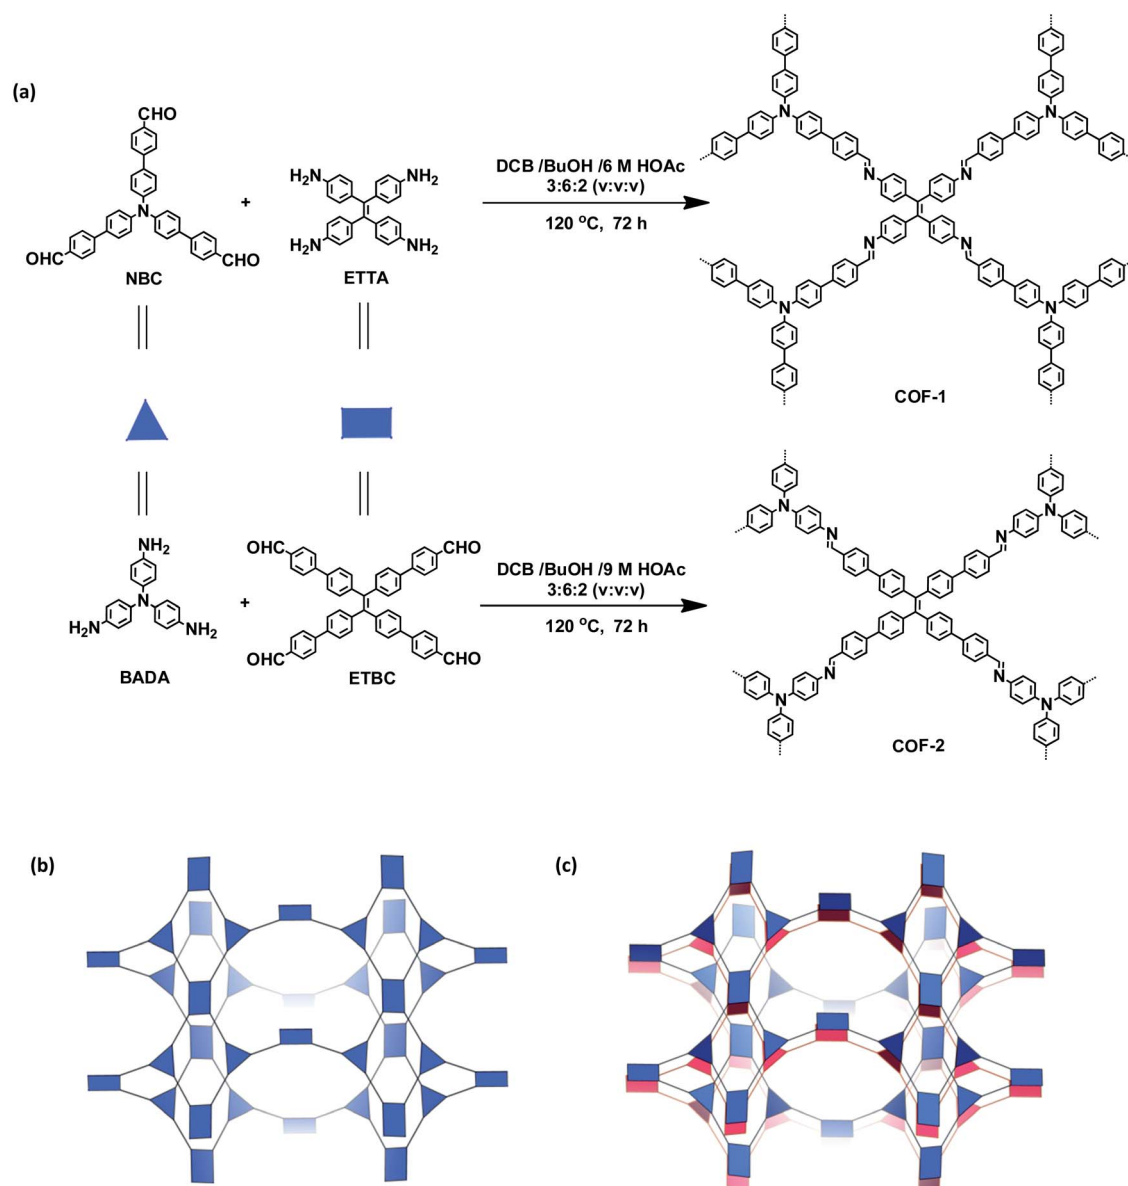 (a)
CHO
N
OHC
CHO
NBC
+
H2N
NH2
H2N
NH2
ETTA
DCB /BuOH /6 M HOAc
3:6:2 (v:v:v)
120 °C, 72 h
N
N
N
N
N
N
N
N
COF-1
NH2
N
H2N
NH2
BADA
+
OHC
CHO
OHC
CHO
ETBC
DCB /BuOH /9 M HOAc
3:6:2 (v:v:v)
120 °C, 72 h
N
N
N
N
N
N
N
N
COF-2
(b)
(c)